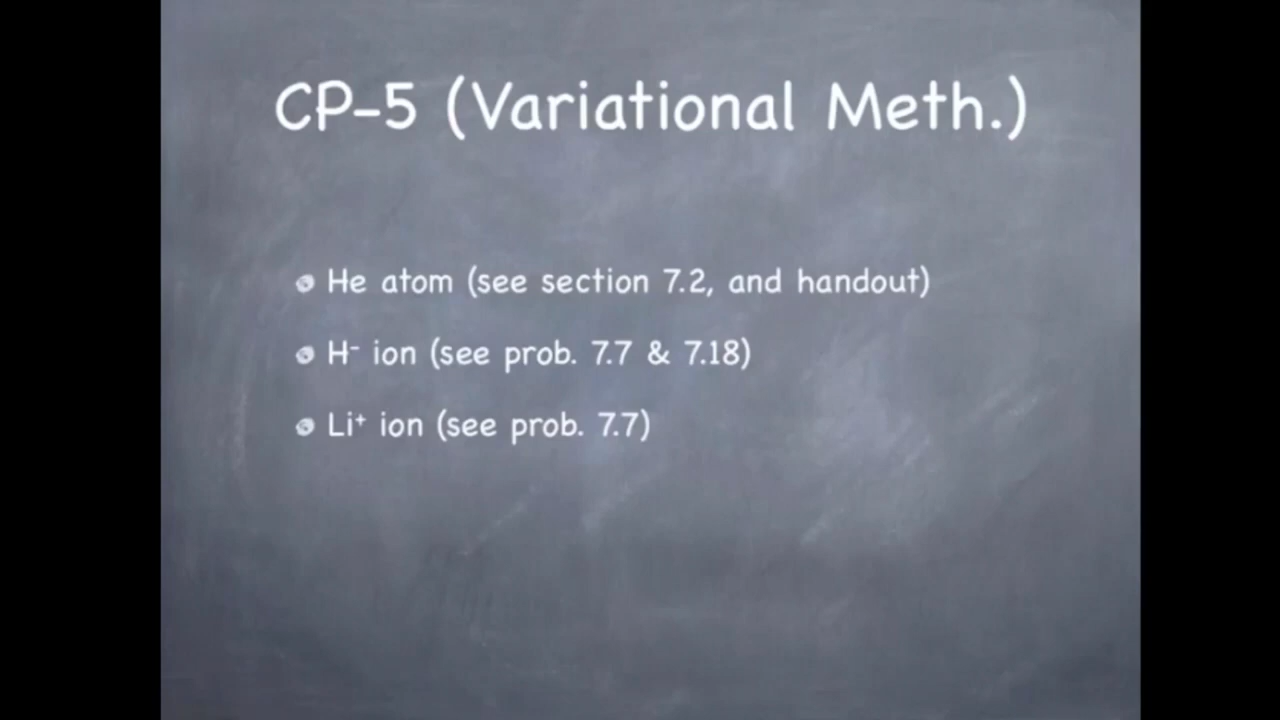 CP-5 (Variational Meth.)
He atom (see section 7.2, and handout)
H⁻ ion (see prob. 7.7 & 7.18)
Li⁺ ion (see prob. 7.7)